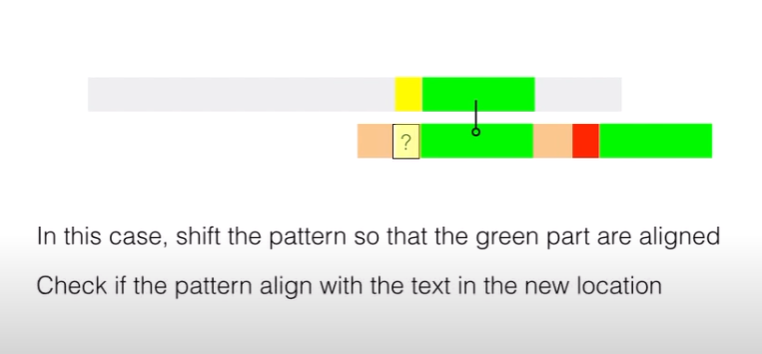 ?
In this case, shift the pattern so that the green part are aligned
Check if the pattern align with the text in the new location